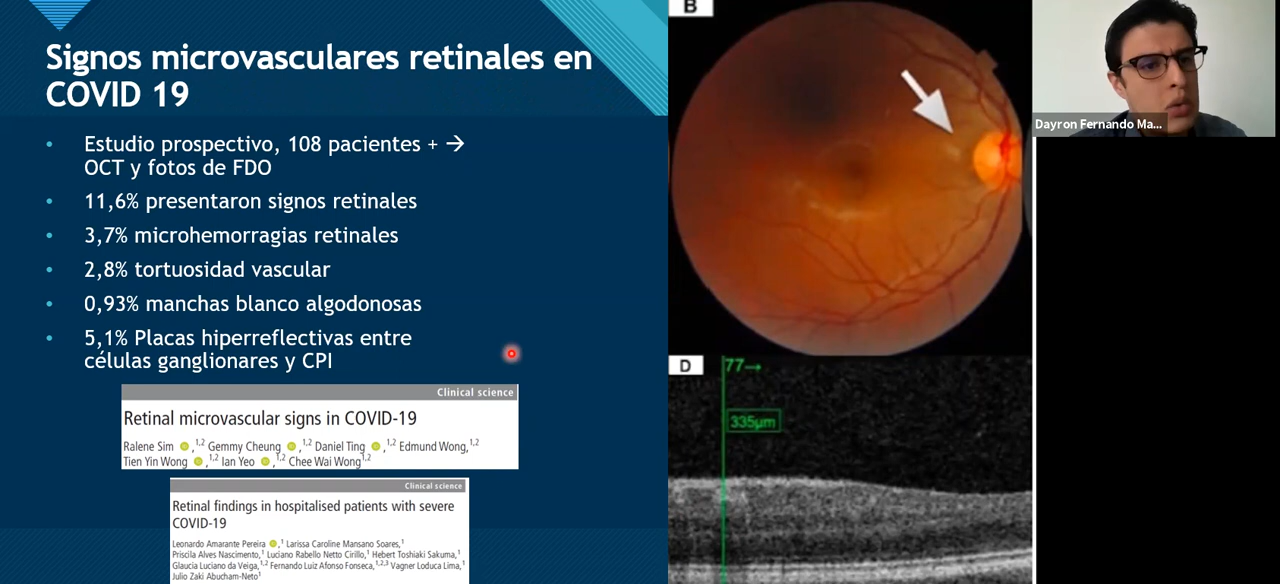 Signos microvasculares retinales en
COVID 19
• Estudio prospectivo, 108 pacientes + →
OCT y fotos de FDO
• 11,6% presentaron signos retinales
• 3,7% microhemorragias retinales
• 2,8% tortuosidad vascular
• 0,93% manchas blanco algodonosas
• 5,1% Placas hiperreflectivas entre
células ganglionares y CPI
Clinical science
Retinal microvascular signs in COVID-19
Ralene Sim ,1,2 Gemmy Cheung ,1,2 Daniel Ting ,1,2 Edmund Wong,1,2
Tien Yin Wong ,1,2 Ian Yeo ,1,2 Chee Wai Wong1,2
Clinical science
Retinal findings in hospitalised patients with severe
COVID-19
Leonardo Amarante Pereira ,1 Larissa Caroline Mansano Soares,1
Priscila Alves Nascimento,1 Luciano Rabello Netto Cirillo,1 Hebert Toshiaki Sakuma,1
Glaucia Luciano da Veiga,1,2 Fernando Luiz Afonso Fonseca,1,2,3 Vagner Loduca Lima,1
Julio Zaki Abucham-Neto1
B
D
77→
335µm
Dayron Fernando Ma...